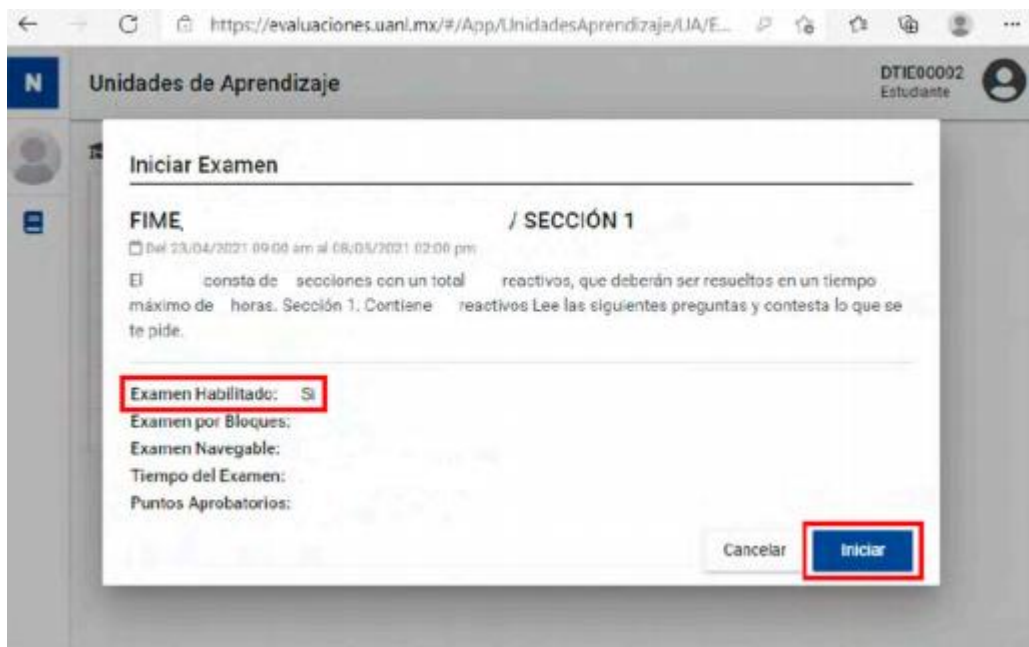 https://evaluaciones.uanl.mx/#/App/UnidadesAprendizaje/UA/E...
N
Unidades de Aprendizaje
DTIE00002
Estudiante
Iniciar Examen
FIME, / SECCIÓN 1
Del 23/04/2021 09:00 am al 08/05/2021 02:00 pm
El consta de secciones con un total reactivos, que deberán ser resueltos en un tiempo
máximo de horas. Sección 1. Contiene reactivos Lee las siguientes preguntas y contesta lo que se
te pide.
Examen Habilitado: Si
Examen por Bloques:
Examen Navegable:
Tiempo del Examen:
Puntos Aprobatorios:
Cancelar
Iniciar